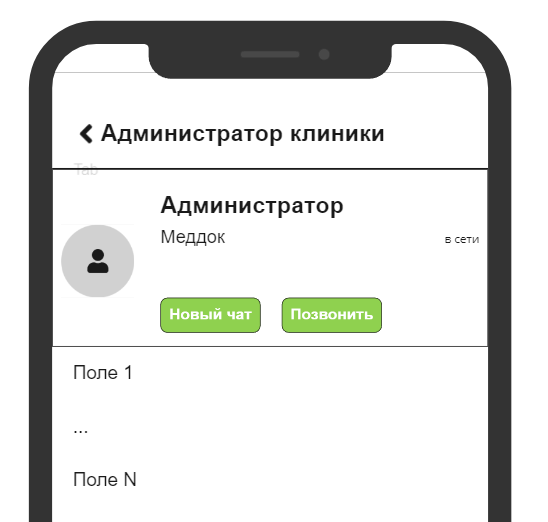 Администратор клиники
Tab
Администратор
Меддок
в сети
Новый чат
Позвонить
Поле 1
...
Поле N